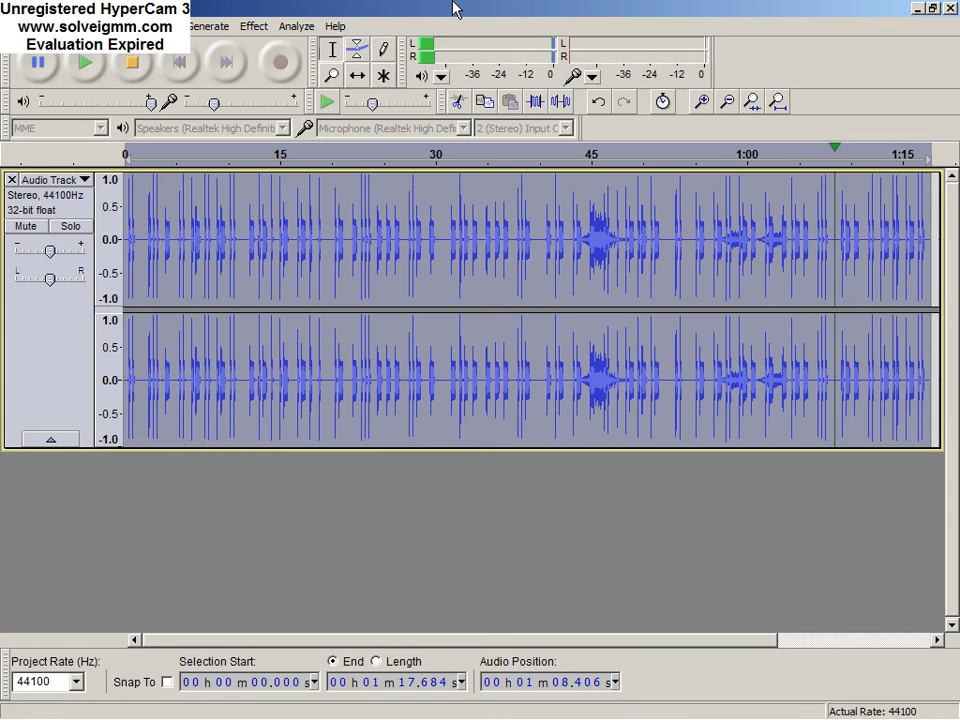 Unregistered HyperCam 3
www.solveigmm.com
Evaluation Expired
Generate Effect Analyze Help
L
R
-36 -24 -12 0
L
R
-36 -24 -12 0
MME
Speakers (Realtek High Definiti
Microphone (Realtek High Defi
2 (Stereo) Input C
0 15 30 45 1:00 1:15
Audio Track
Stereo, 44100Hz
32-bit float
Mute Solo
L R
1.0
0.5
0.0
-0.5
-1.0
1.0
0.5
0.0
-0.5
-1.0
Project Rate (Hz):
44100
Snap To
Selection Start:
00 h 00 m 00.000 s
End Length
00 h 01 m 17.684 s
Audio Position:
00 h 01 m 08.406 s
Actual Rate: 44100